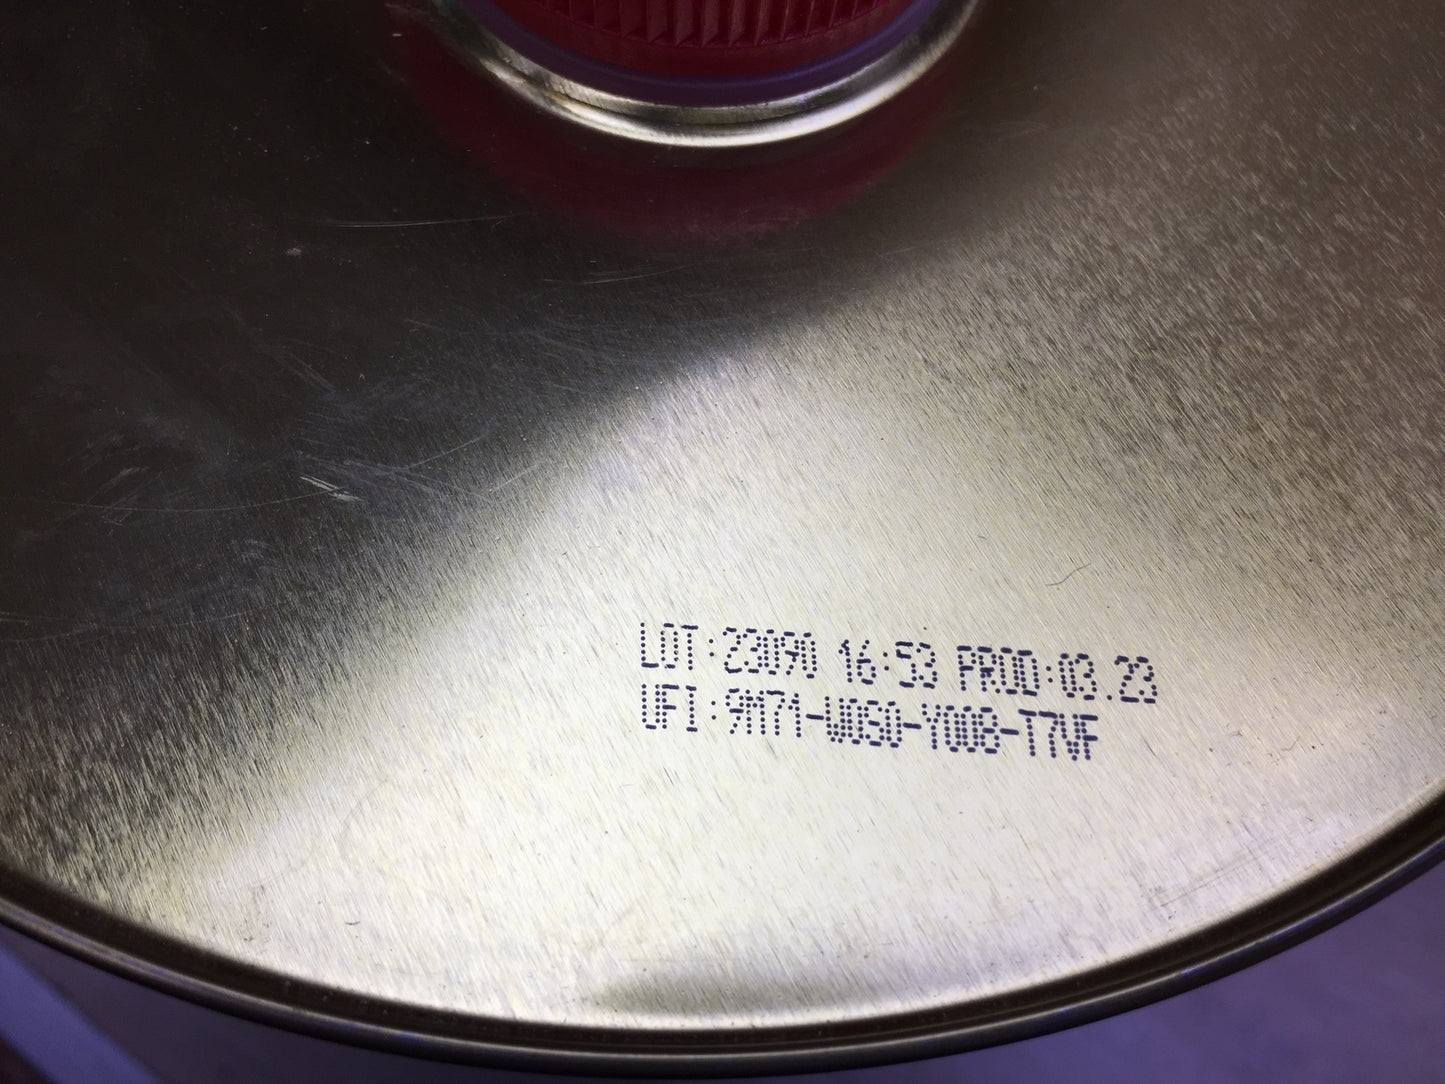 LOT:23090 16:53 PROD:03.23
UFI:9M71-W0S0-Y008-T7VF